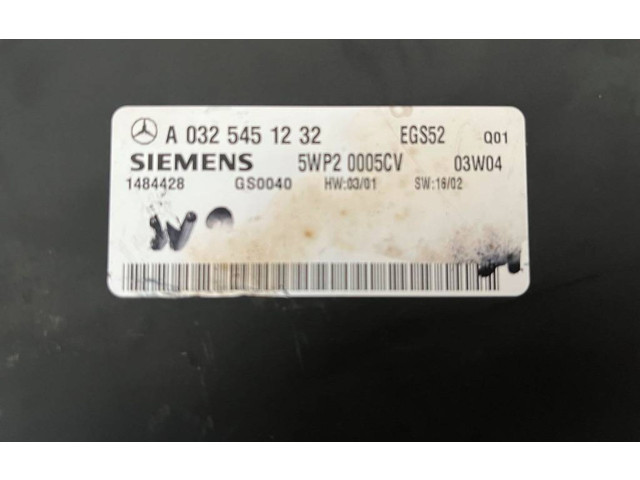 A 032 545 12 32 EGS52 Q01
SIEMENS 5WP2 0005CV 03W04
1484428 GS0040 HW:03/01 SW:16/02
W